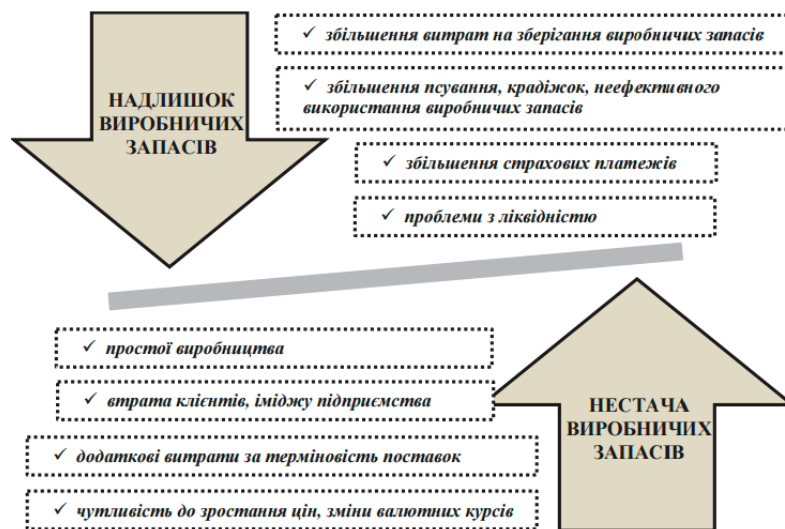 НАДЛИШОК
ВИРОБНИЧИХ
ЗАПАСІВ
✓ збільшення витрат на зберігання виробничих запасів
✓ збільшення псування, крадіжок, неефективного
використання виробничих запасів
✓ збільшення страхових платежів
✓ проблеми з ліквідністю
✓ простої виробництва
✓ втрата клієнтів, іміджу підприємства
✓ додаткові витрати за терміновість поставок
✓ чутливість до зростання цін, зміни валютних курсів
НЕСТАЧА
ВИРОБНИЧИХ
ЗАПАСІВ